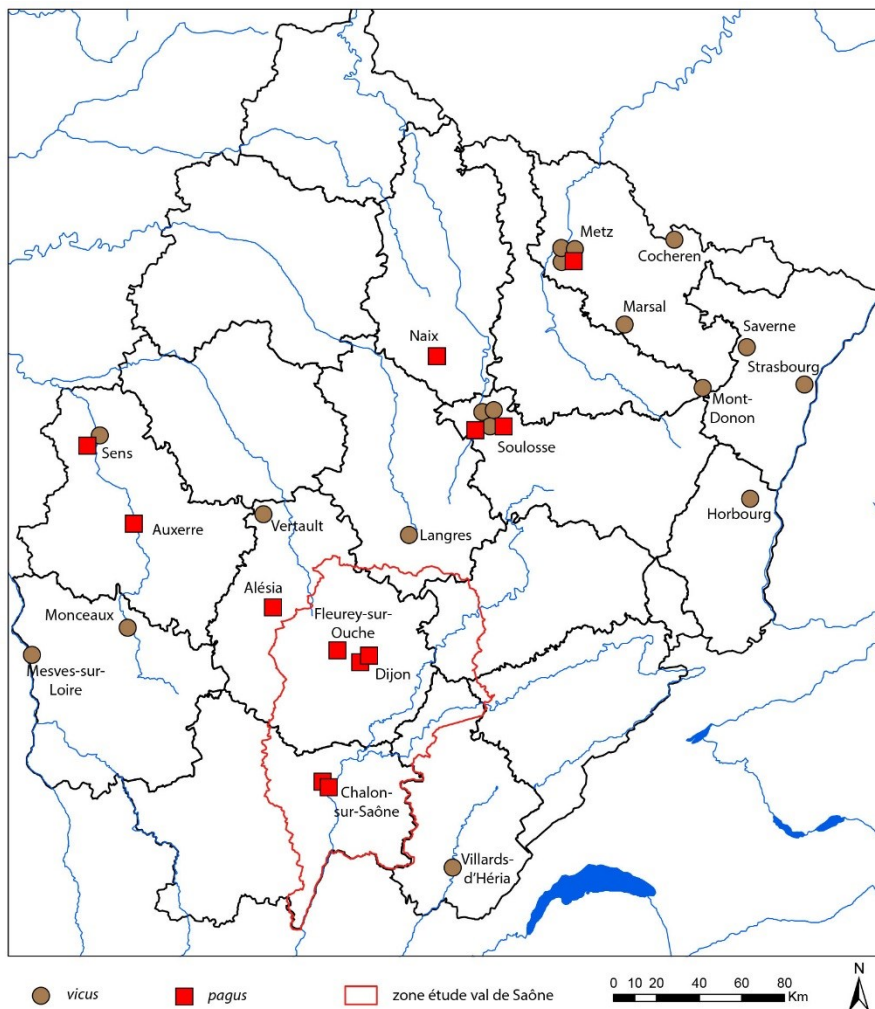 Metz
Cocheren
Marsal
Saverne
Naix
Strasbourg
Mont-
Donon
Soulosse
Sens
Horbourg
Vertault
Auxerre
Langres
Alésia
Monceaux
Fleurey-sur-
Ouche
Mesves-sur-
Loire
Dijon
Chalon-
sur-Saône
Villards-
d'Héria
vicus
pagus
zone étude val de Saône
0 10 20 40 60 80
Km
N